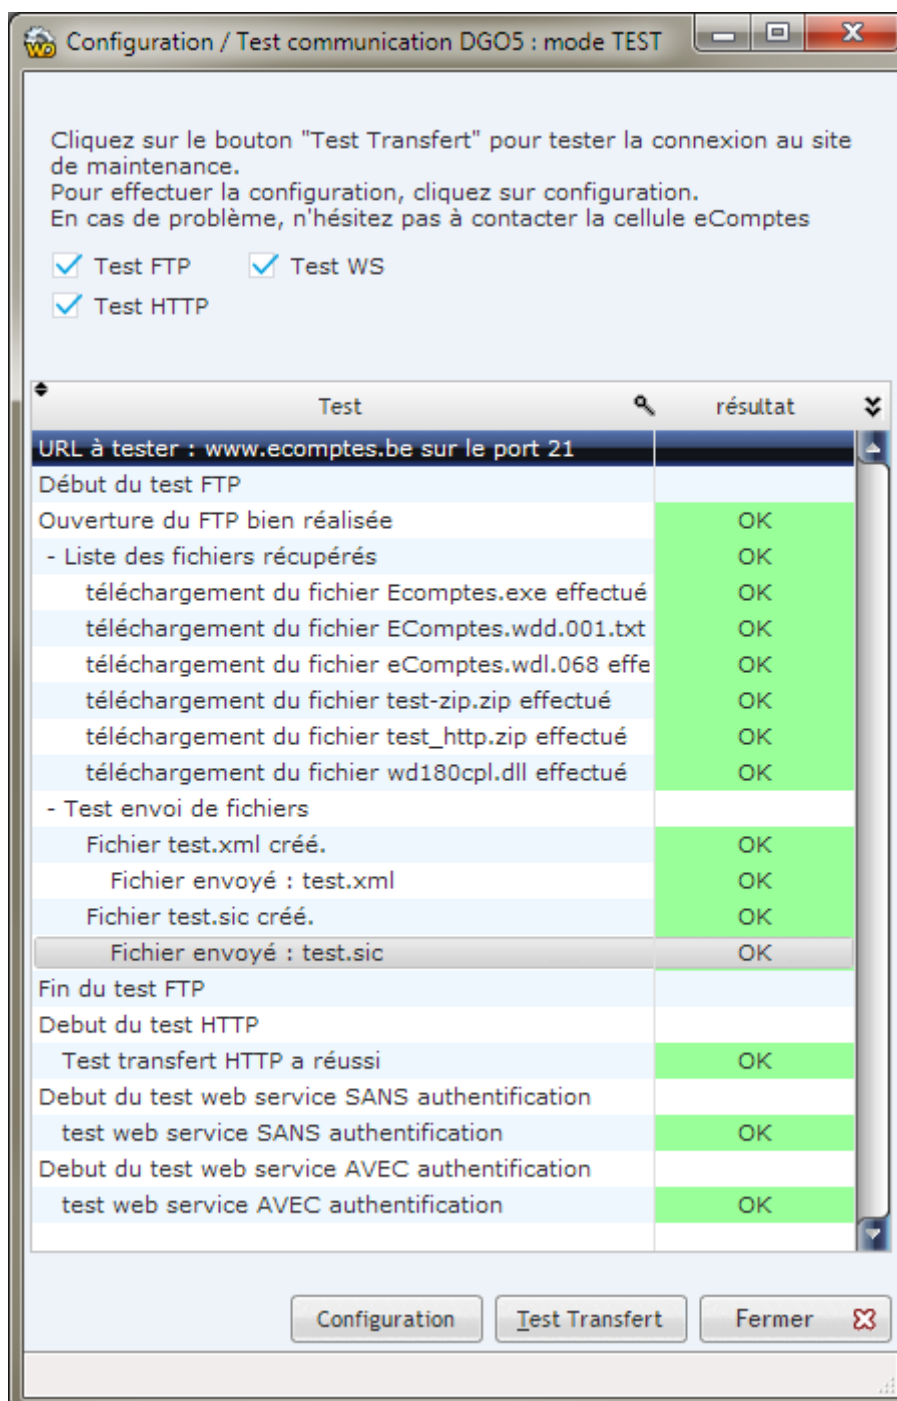 Configuration / Test communication DGO5 : mode TEST
Cliquez sur le bouton "Test Transfert" pour tester la connexion au site
de maintenance.
Pour effectuer la configuration, cliquez sur configuration.
En cas de problème, n'hésitez pas à contacter la cellule eComptes
Test FTP Test WS
Test HTTP
Test résultat
URL à tester : www.ecomptes.be sur le port 21
Début du test FTP
Ouverture du FTP bien réalisée OK
- Liste des fichiers récupérés OK
téléchargement du fichier Ecomptes.exe effectué OK
téléchargement du fichier EComptes.wdd.001.txt OK
téléchargement du fichier eComptes.wdl.068 effe OK
téléchargement du fichier test-zip.zip effectué OK
téléchargement du fichier test_http.zip effectué OK
téléchargement du fichier wd180cpl.dll effectué OK
- Test envoi de fichiers
Fichier test.xml créé. OK
Fichier envoyé : test.xml OK
Fichier test.sic créé. OK
Fichier envoyé : test.sic OK
Fin du test FTP
Debut du test HTTP
Test transfert HTTP a réussi OK
Debut du test web service SANS authentification
test web service SANS authentification OK
Debut du test web service AVEC authentification
test web service AVEC authentification OK
Configuration Test Transfert Fermer